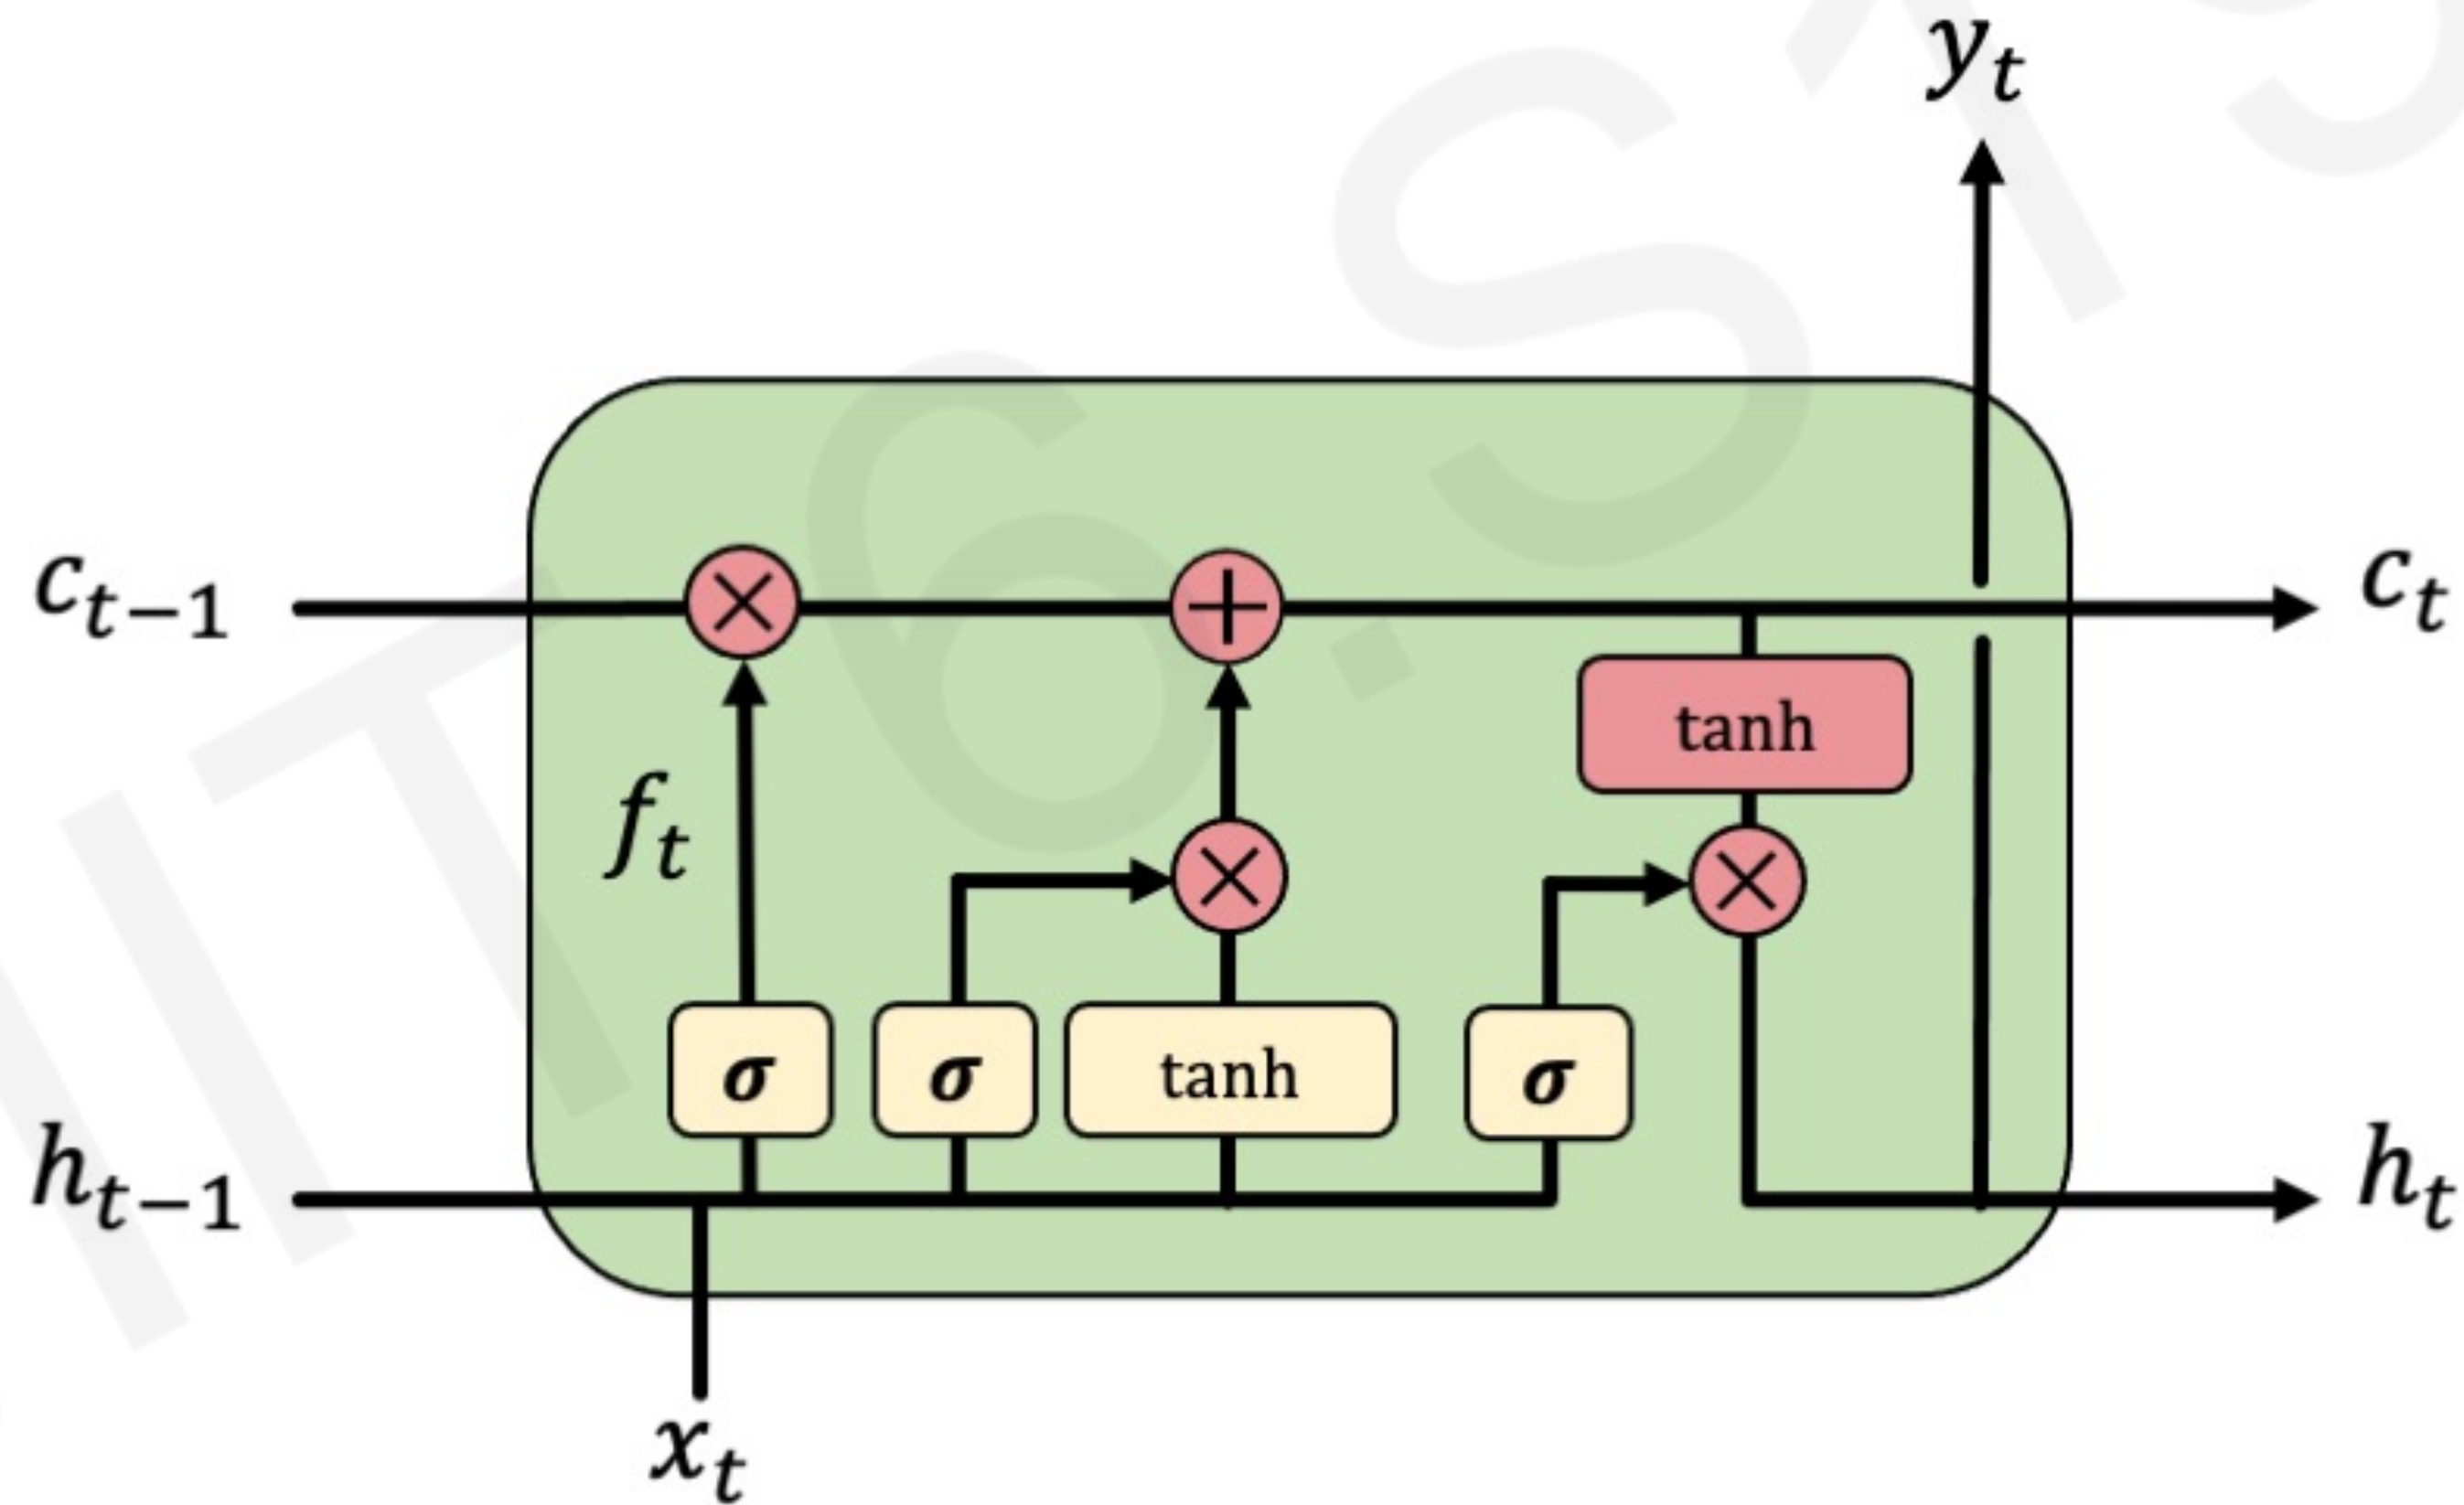 y_t
c_{t-1} × + c_t
tanh
f_t × ×
σ σ tanh σ
h_{t-1} h_t
x_t